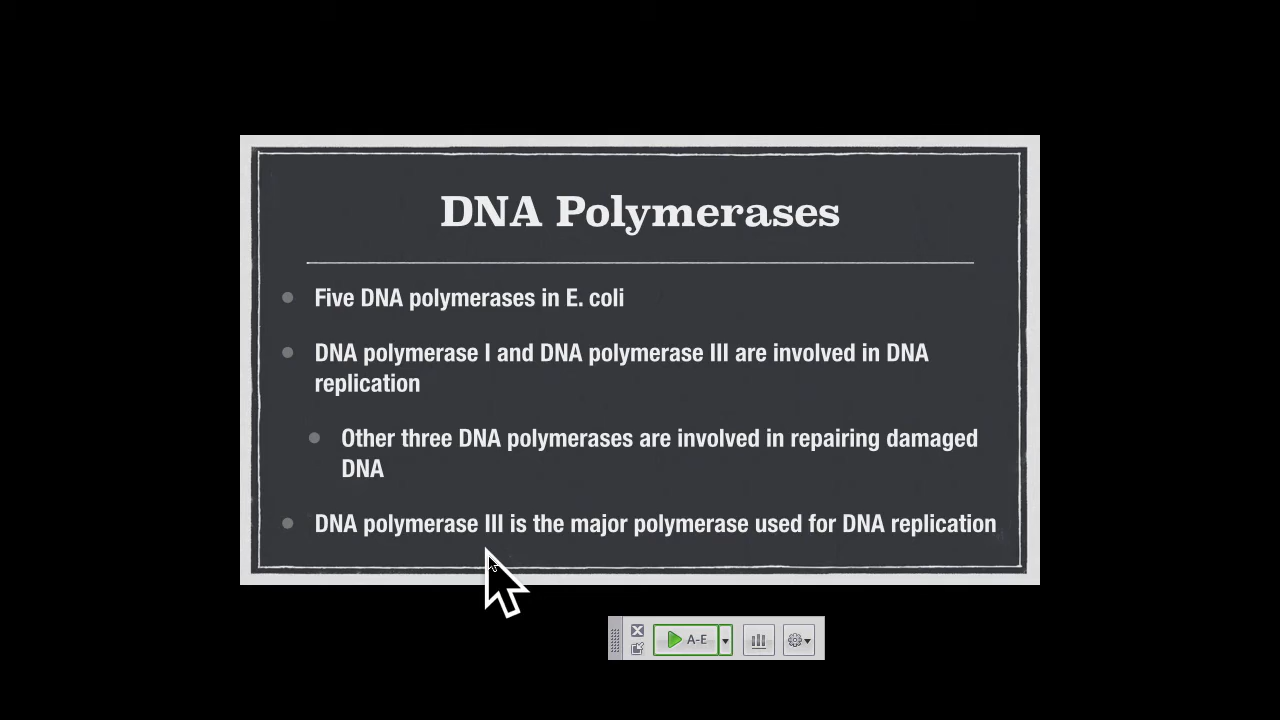 DNA Polymerases
Five DNA polymerases in E. coli
DNA polymerase I and DNA polymerase III are involved in DNA
replication
Other three DNA polymerases are involved in repairing damaged
DNA
DNA polymerase III is the major polymerase used for DNA replication
A-E